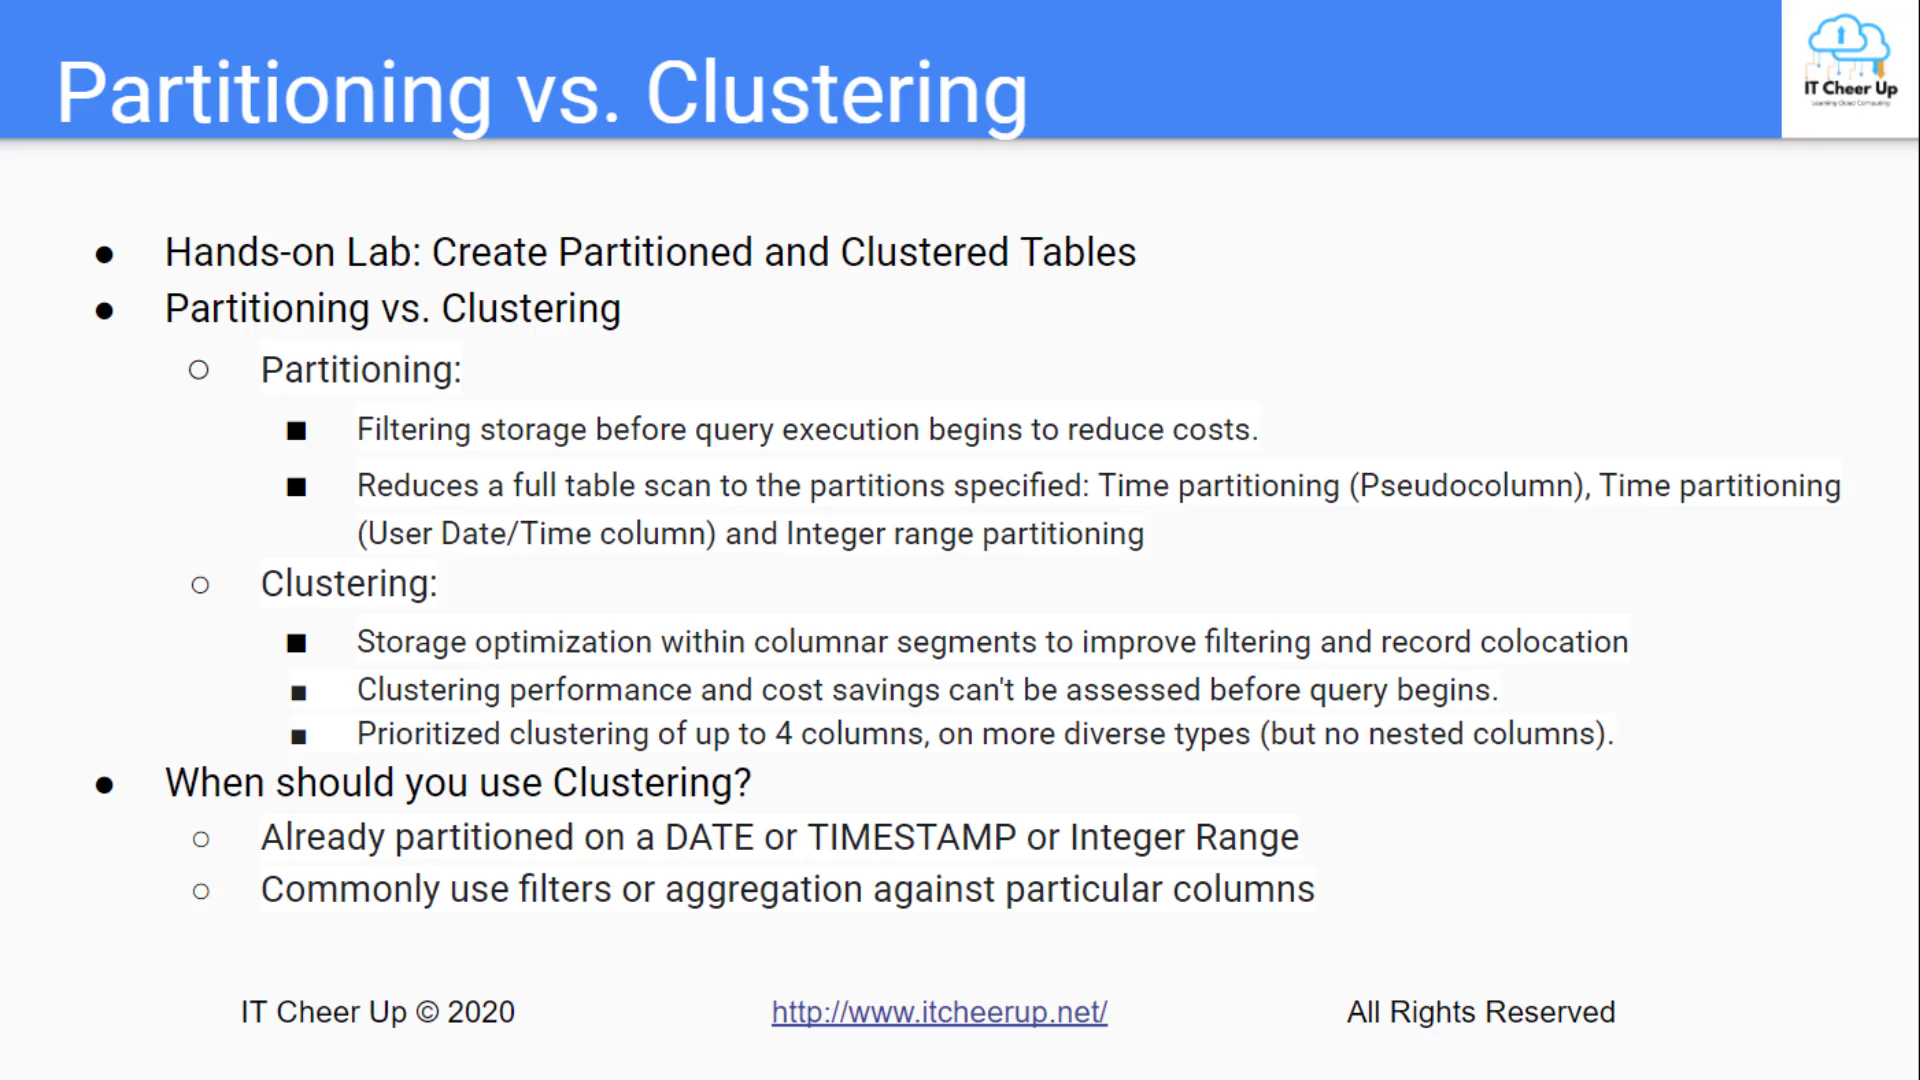 Partitioning vs. Clustering
IT Cheer Up
Learning Cloud Computing
● Hands-on Lab: Create Partitioned and Clustered Tables
● Partitioning vs. Clustering
○ Partitioning:
■ Filtering storage before query execution begins to reduce costs.
■ Reduces a full table scan to the partitions specified: Time partitioning (Pseudocolumn), Time partitioning
(User Date/Time column) and Integer range partitioning
○ Clustering:
■ Storage optimization within columnar segments to improve filtering and record colocation
■ Clustering performance and cost savings can't be assessed before query begins.
■ Prioritized clustering of up to 4 columns, on more diverse types (but no nested columns).
● When should you use Clustering?
○ Already partitioned on a DATE or TIMESTAMP or Integer Range
○ Commonly use filters or aggregation against particular columns
IT Cheer Up © 2020 http://www.itcheerup.net/ All Rights Reserved